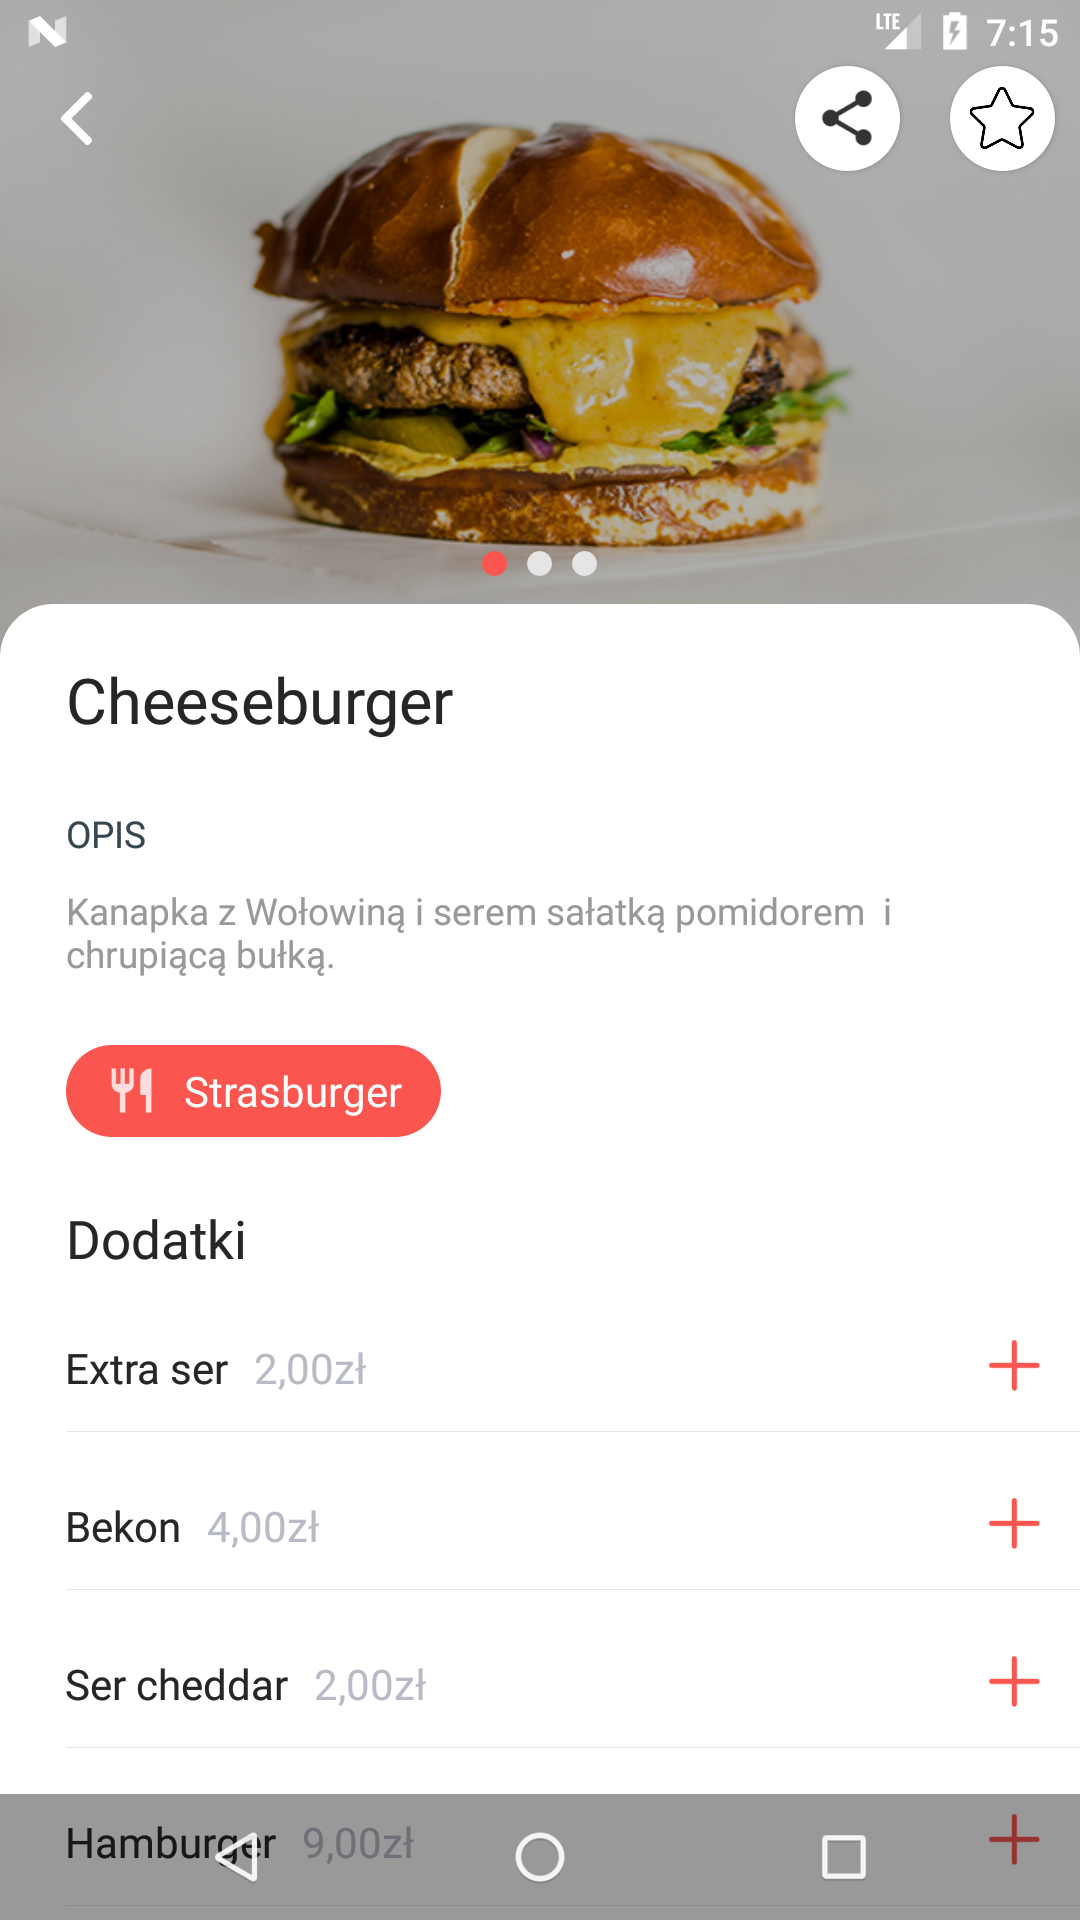 LTE 7:15
Cheeseburger
OPIS
Kanapka z Wołowiną i serem sałatką pomidorem i
chrupiącą bułką.
Strasburger
Dodatki
Extra ser 2,00zł
Bekon 4,00zł
Ser cheddar 2,00zł
Hamburger 9,00zł